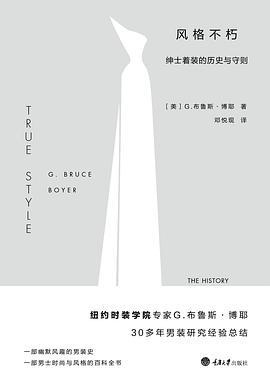 风格不朽
绅士着装的历史与守则
[美] G.布鲁斯·博耶 著
邓悦现 译
TRUE STYLE
G. BRUCE
BOYER
THE HISTORY
纽约时装学院专家G.布鲁斯·博耶
30多年男装研究经验总结
一部幽默风趣的男装史
一部男士时尚与风格的百科全书
重庆大学出版社